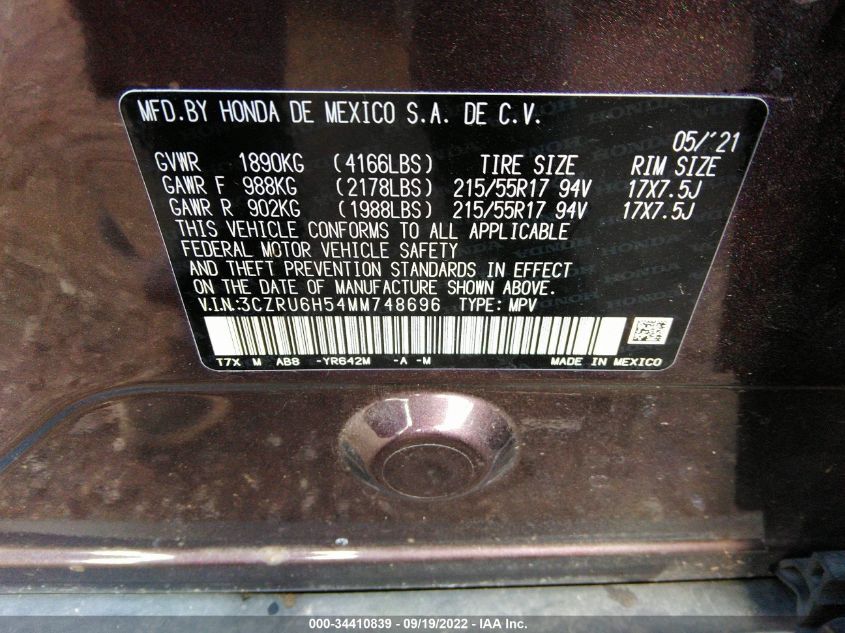 MFD.BY HONDA DE MEXICO S.A. DE C.V.
05/'21
GVWR 1890KG (4166LBS) TIRE SIZE RIM SIZE
GAWR F 988KG (2178LBS) 215/55R17 94V 17X7.5J
GAWR R 902KG (1988LBS) 215/55R17 94V 17X7.5J
THIS VEHICLE CONFORMS TO ALL APPLICABLE
FEDERAL MOTOR VEHICLE SAFETY
AND THEFT PREVENTION STANDARDS IN EFFECT
ON THE DATE OF MANUFACTURE SHOWN ABOVE.
V.I.N:3CZRU6H54MM748696 TYPE: MPV
T7X M AB8 -YR642M -A -M MADE IN MEXICO
000-34410839 - 09/19/2022 - IAA Inc.